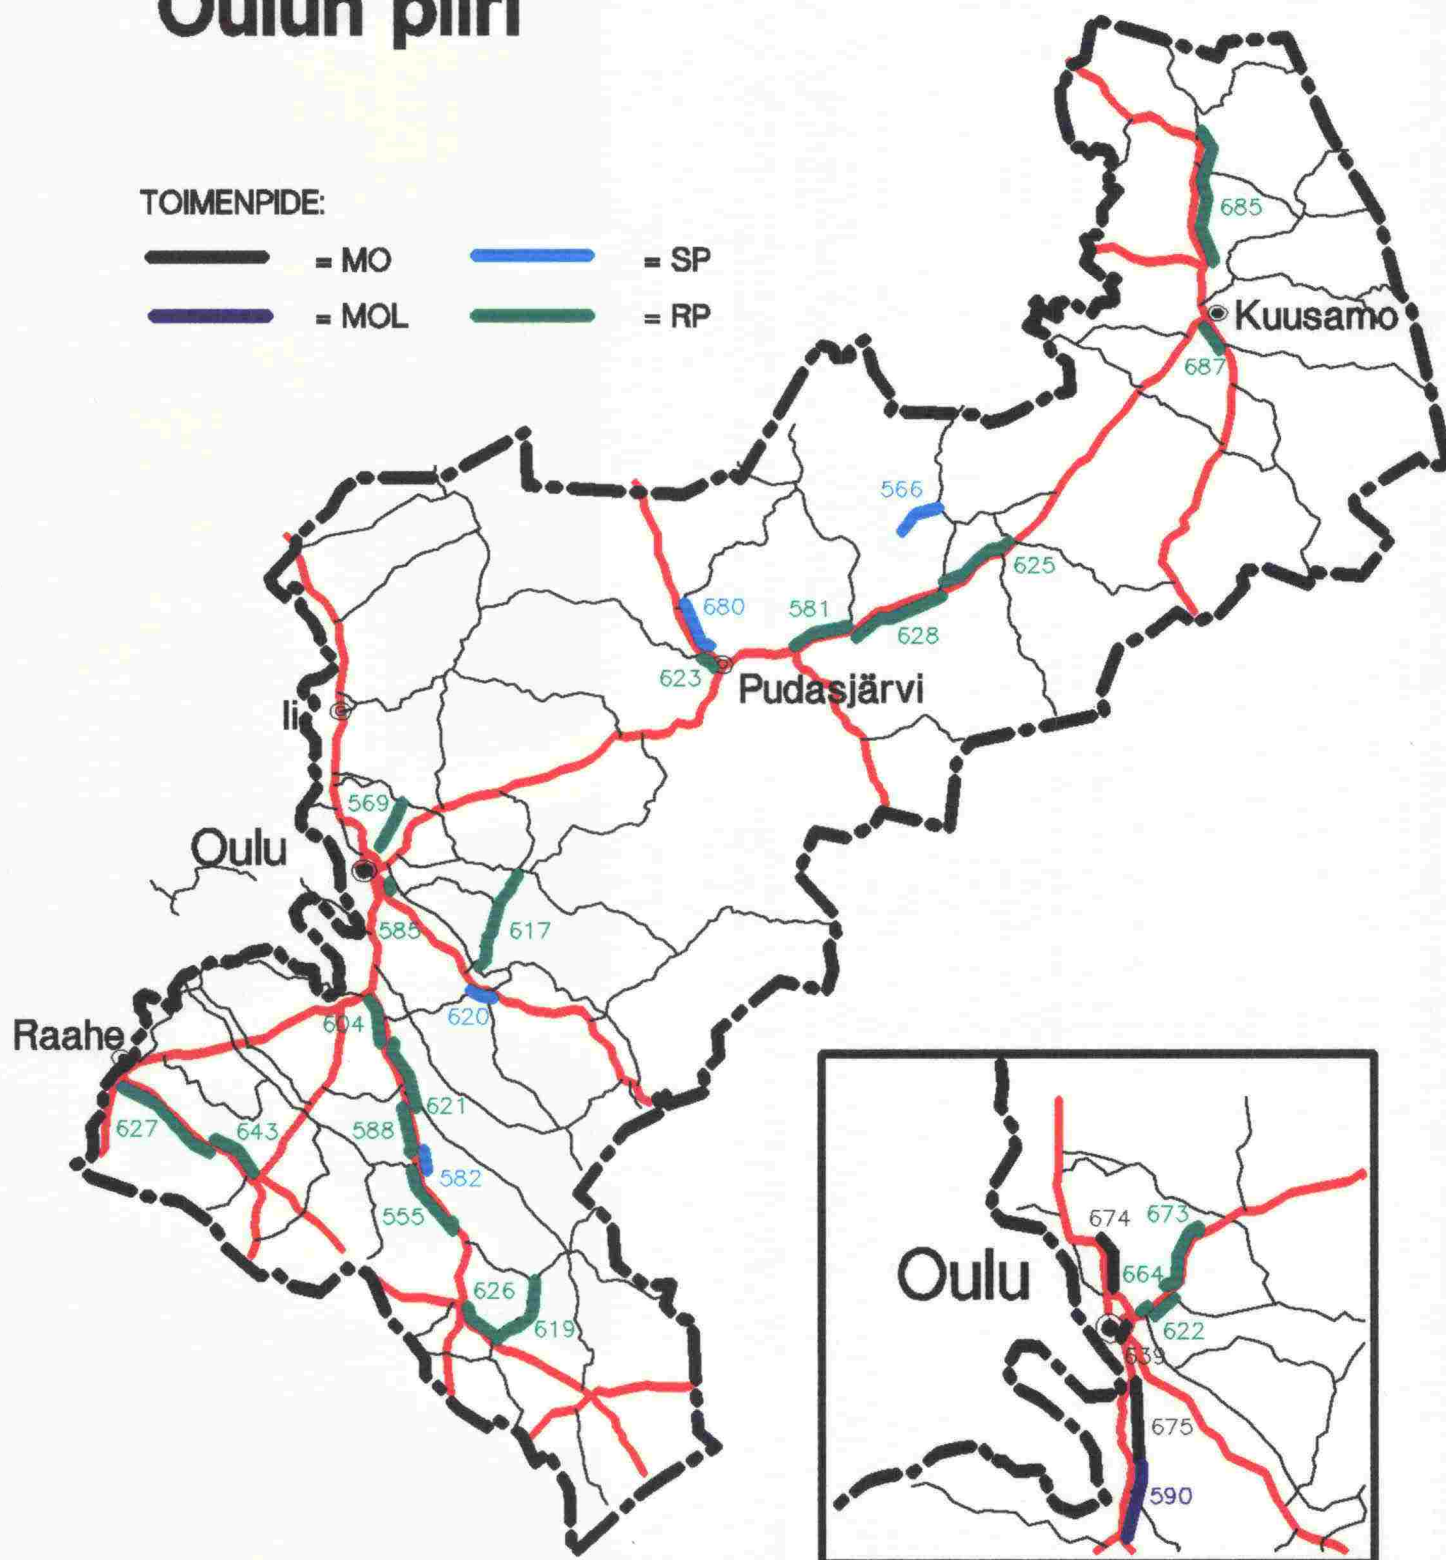 Oulun piiri
TOIMENPIDE:
= MO
= SP
= MOL
= RP
685
Kuusamo
687
566
625
680
581
628
623
Pudasjärvi
Ii
569
Oulu
585
617
620
604
Raahe
621
627
643
588
582
555
626
619
674
673
Oulu
664
622
639
675
590